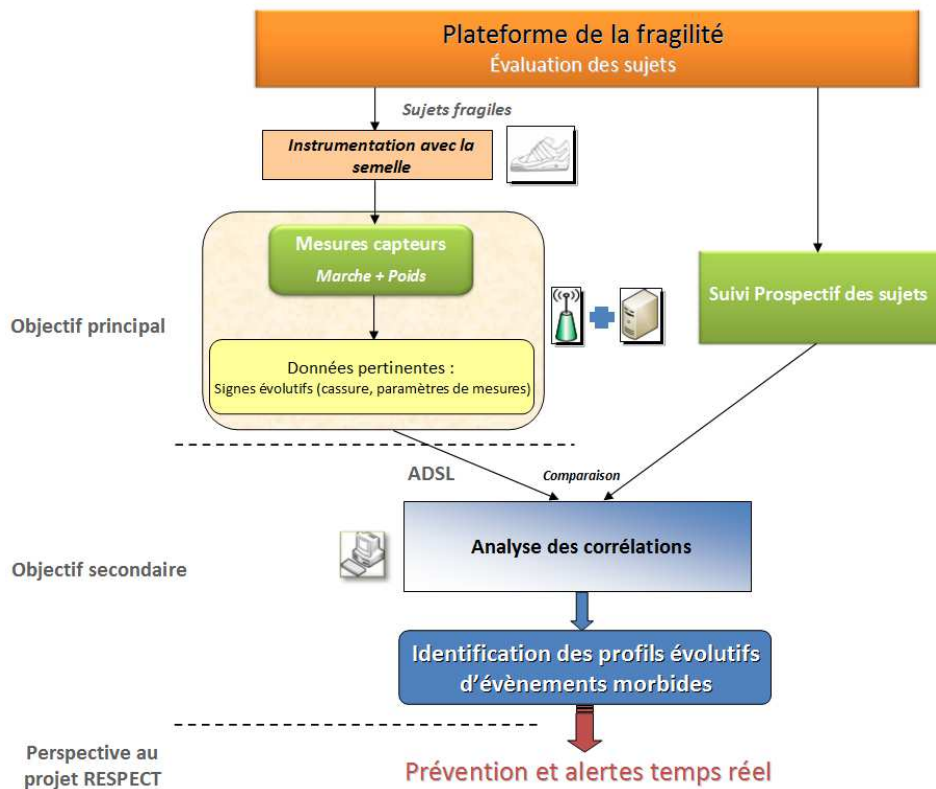 Plateforme de la fragilité
Évaluation des sujets
Sujets fragiles
Instrumentation avec la
semelle
Mesures capteurs
Marche + Poids
Suivi Prospectif des sujets
Objectif principal
Données pertinentes :
Signes évolutifs (cassure, paramètres de mesures)
ADSL
Comparaison
Analyse des corrélations
Objectif secondaire
Identification des profils évolutifs
d'évènements morbides
Perspective au
projet RESPECT
Prévention et alertes temps réel